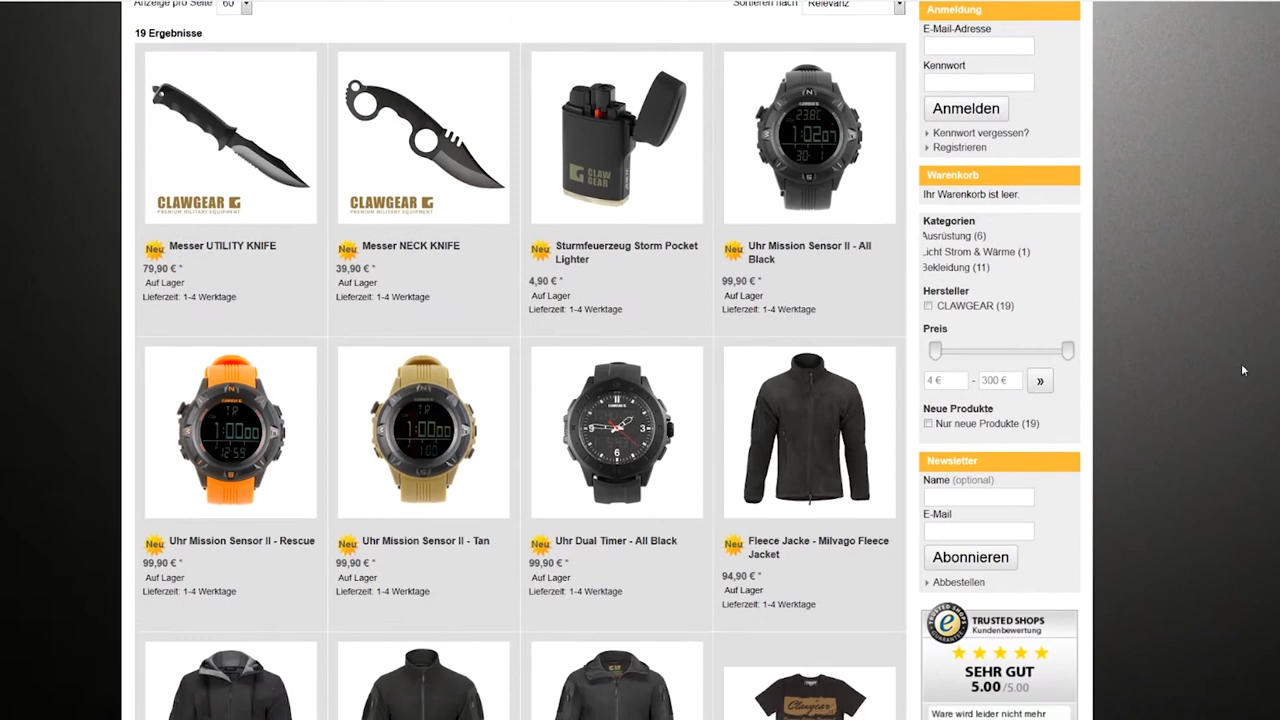 Anzeige pro Seite 60 Sortieren nach Relevanz
19 Ergebnisse
CLAWGEAR
PREMIUM MILITARY EQUIPMENT
CLAWGEAR
PREMIUM MILITARY EQUIPMENT
CLAW
GEAR
Neu Messer UTILITY KNIFE
79,90 € *
Auf Lager
Lieferzeit: 1-4 Werktage
Neu Messer NECK KNIFE
39,90 € *
Auf Lager
Lieferzeit: 1-4 Werktage
Neu Sturmfeuerzeug Storm Pocket
Lighter
4,90 € *
Auf Lager
Lieferzeit: 1-4 Werktage
Neu Uhr Mission Sensor II - All
Black
99,90 € *
Auf Lager
Lieferzeit: 1-4 Werktage
Neu Uhr Mission Sensor II - Rescue
99,90 € *
Auf Lager
Lieferzeit: 1-4 Werktage
Neu Uhr Mission Sensor II - Tan
99,90 € *
Auf Lager
Lieferzeit: 1-4 Werktage
Neu Uhr Dual Timer - All Black
99,90 € *
Auf Lager
Lieferzeit: 1-4 Werktage
Neu Fleece Jacke - Milvago Fleece
Jacket
94,90 € *
Auf Lager
Lieferzeit: 1-4 Werktage
Clawgear
Anmeldung
E-Mail-Adresse
Kennwort
Anmelden
Kennwort vergessen?
Registrieren
Warenkorb
Ihr Warenkorb ist leer.
Kategorien
Ausrüstung (6)
Licht Strom & Wärme (1)
Bekleidung (11)
Hersteller
CLAWGEAR (19)
Preis
4 € - 300 € »
Neue Produkte
Nur neue Produkte (19)
Newsletter
Name (optional)
E-Mail
Abonnieren
Abbestellen
TRUSTED SHOPS
Kundenbewertung
SEHR GUT
5.00 /5.00
Ware wird leider nicht mehr